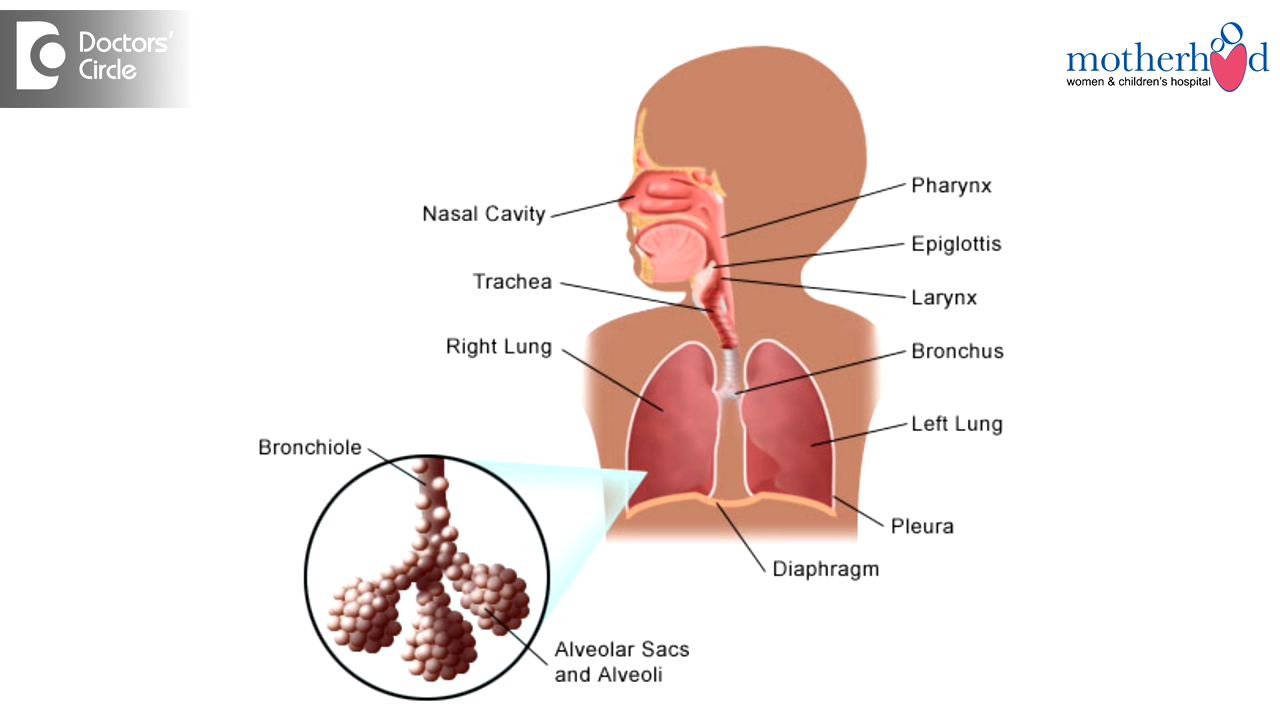 Doctors'
Circle
motherhood
women & children's hospital
Nasal Cavity
Trachea
Right Lung
Bronchiole
Pharynx
Epiglottis
Larynx
Bronchus
Left Lung
Pleura
Diaphragm
Alveolar Sacs
and Alveoli